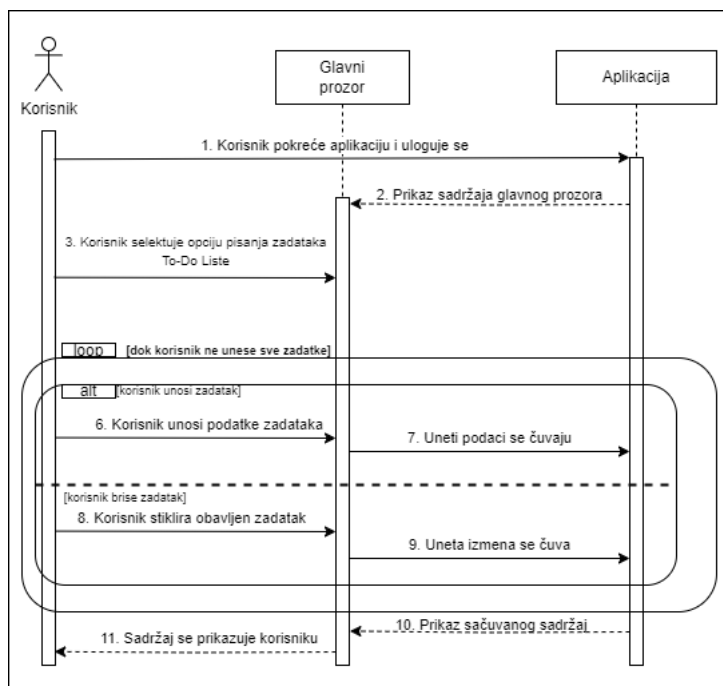 Korisnik
Glavni
prozor
Aplikacija
1. Korisnik pokreće aplikaciju i uloguje se
2. Prikaz sadržaja glavnog prozora
3. Korisnik selektuje opciju pisanja zadataka
To-Do Liste
loop [dok korisnik ne unese sve zadatke]
alt [korisnik unosi zadatak]
6. Korisnik unosi podatke zadataka
7. Uneti podaci se čuvaju
[korisnik brise zadatak]
8. Korisnik stiklira obavljen zadatak
9. Uneta izmena se čuva
10. Prikaz sačuvanog sadržaj
11. Sadržaj se prikazuje korisniku